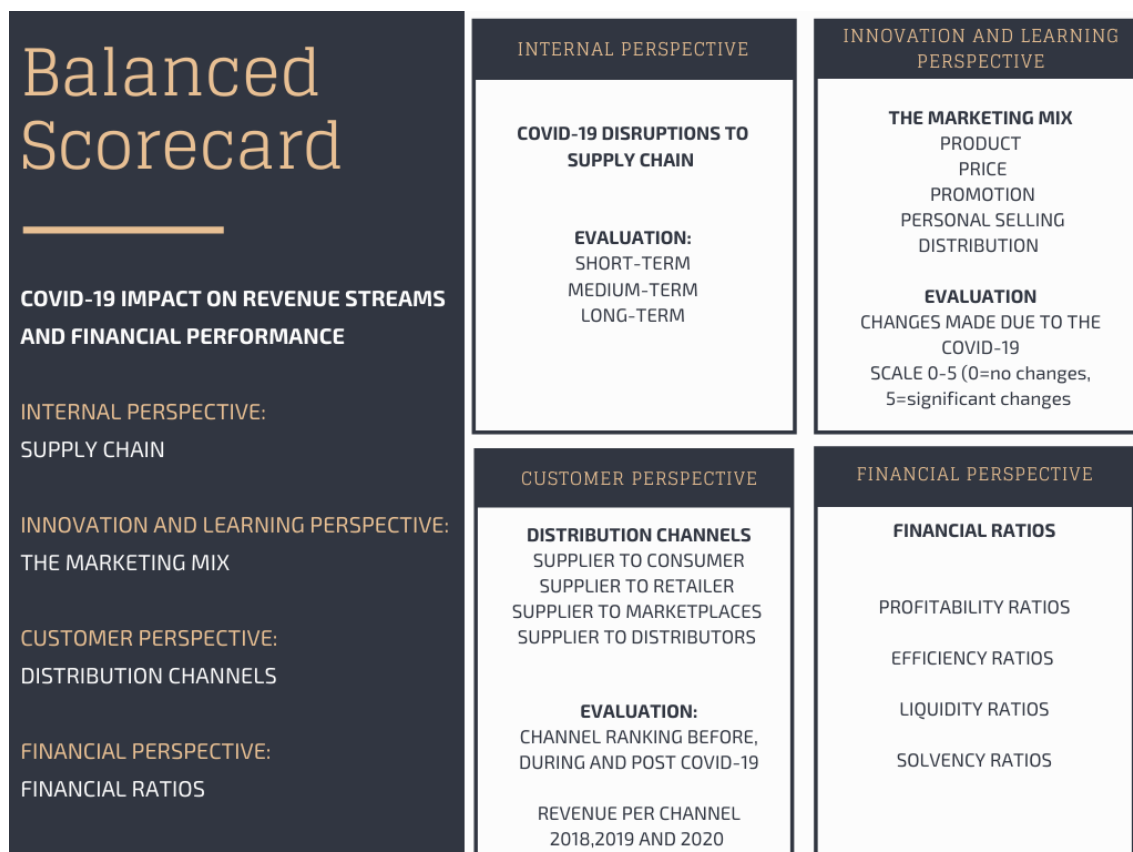 Balanced
Scorecard
COVID-19 IMPACT ON REVENUE STREAMS
AND FINANCIAL PERFORMANCE
INTERNAL PERSPECTIVE:
SUPPLY CHAIN
INNOVATION AND LEARNING PERSPECTIVE:
THE MARKETING MIX
CUSTOMER PERSPECTIVE:
DISTRIBUTION CHANNELS
FINANCIAL PERSPECTIVE:
FINANCIAL RATIOS
INTERNAL PERSPECTIVE
COVID-19 DISRUPTIONS TO
SUPPLY CHAIN
EVALUATION:
SHORT-TERM
MEDIUM-TERM
LONG-TERM
INNOVATION AND LEARNING
PERSPECTIVE
THE MARKETING MIX
PRODUCT
PRICE
PROMOTION
PERSONAL SELLING
DISTRIBUTION
EVALUATION
CHANGES MADE DUE TO THE
COVID-19
SCALE 0-5 (0=no changes,
5=significant changes
CUSTOMER PERSPECTIVE
DISTRIBUTION CHANNELS
SUPPLIER TO CONSUMER
SUPPLIER TO RETAILER
SUPPLIER TO MARKETPLACES
SUPPLIER TO DISTRIBUTORS
EVALUATION:
CHANNEL RANKING BEFORE,
DURING AND POST COVID-19
REVENUE PER CHANNEL
2018,2019 AND 2020
FINANCIAL PERSPECTIVE
FINANCIAL RATIOS
PROFITABILITY RATIOS
EFFICIENCY RATIOS
LIQUIDITY RATIOS
SOLVENCY RATIOS